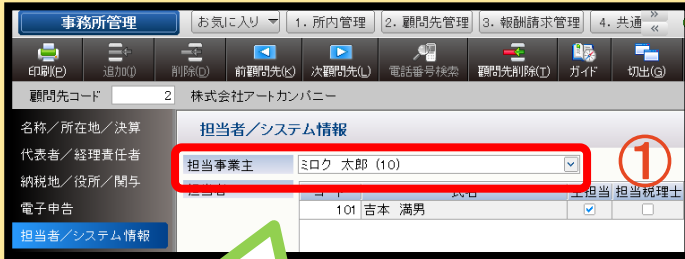 事務所管理 お気に入り 1. 所内管理 2. 顧問先管理 3. 報酬請求管理 4. 共通 » «
印刷(P) 追加(I) 削除(D) 前顧問先(K) 次顧問先(L) 電話番号検索 顧問先削除(T) ガイド 切出(G)
顧問先コード 2 株式会社アートカンパニー
名称/所在地/決算 担当者/システム情報
代表者/経理責任者
担当事業主 ミロク 太郎 (10) ①
納税地/役所/関与
担当者 コード 氏名 主担当 担当税理士
電子申告 101 吉本 満男
担当者/システム情報